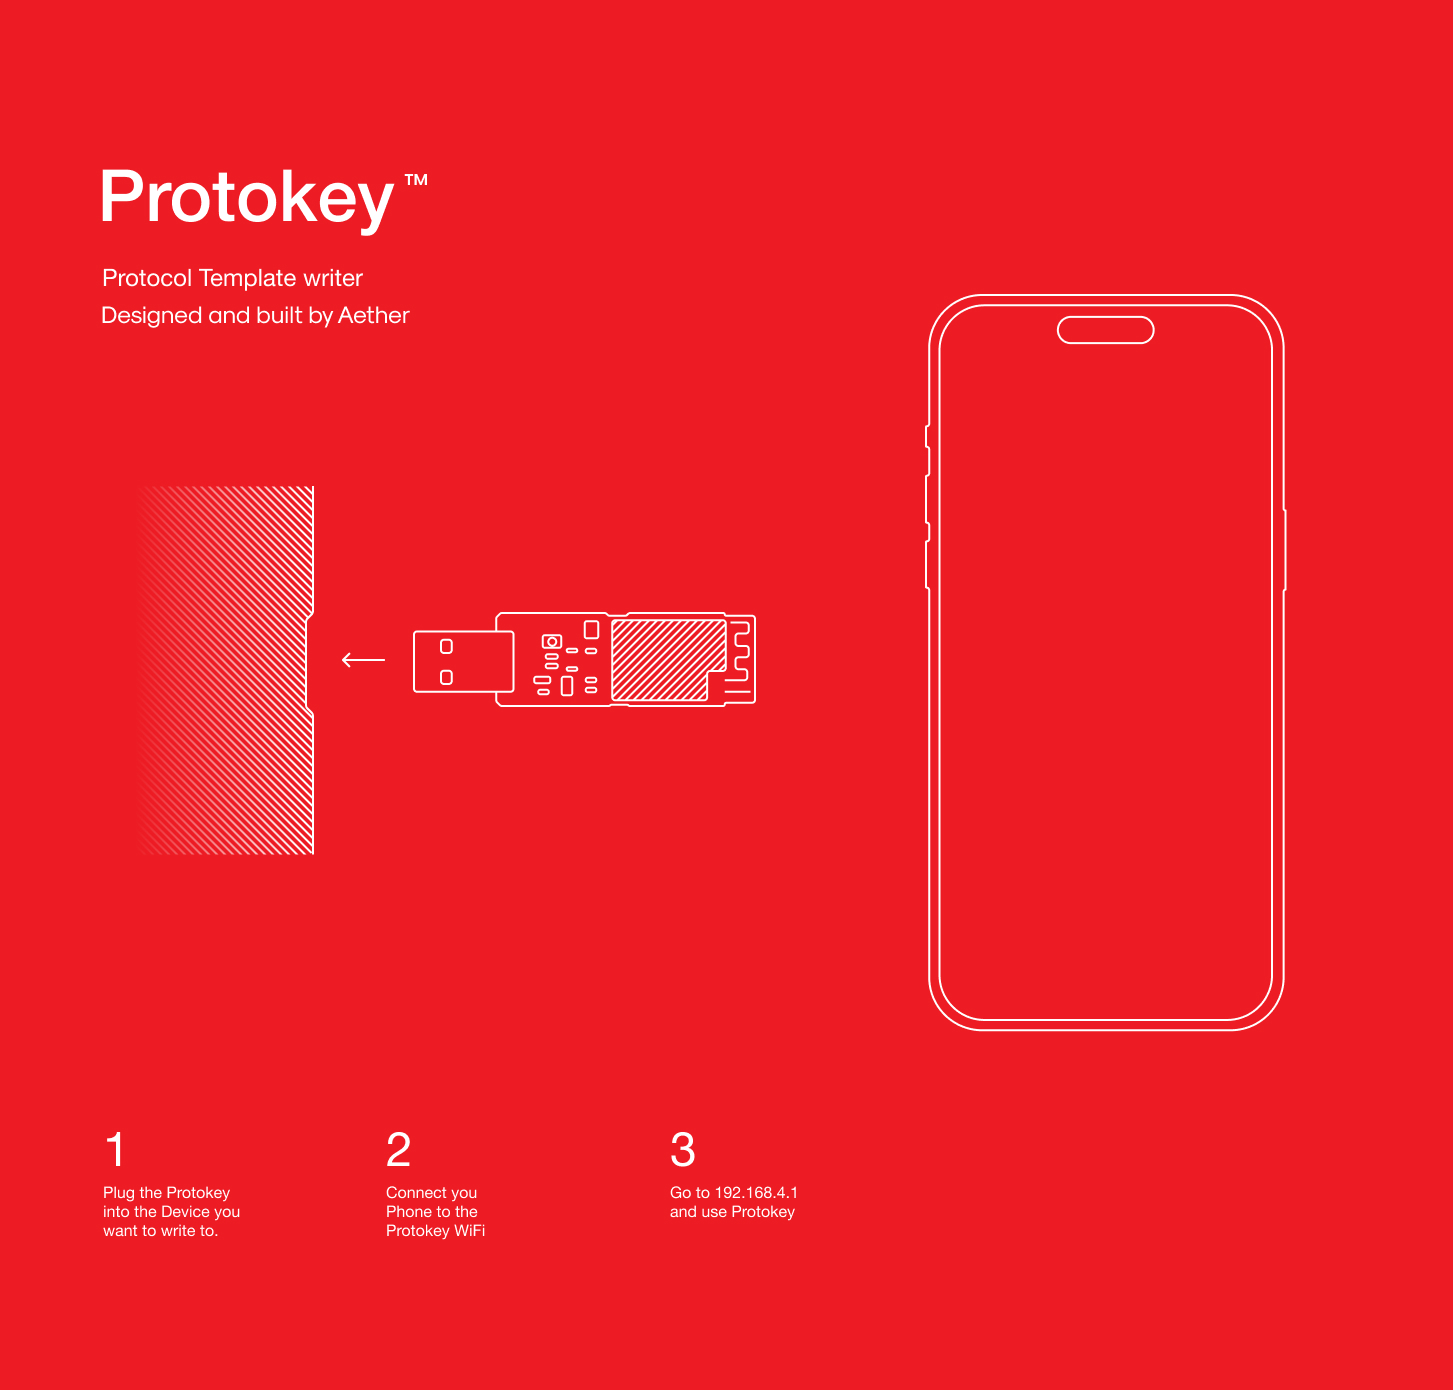 Protokey ™
Protocol Template writer
Designed and built by Aether
1
Plug the Protokey
into the Device you
want to write to.
2
Connect you
Phone to the
Protokey WiFi
3
Go to 192.168.4.1
and use Protokey